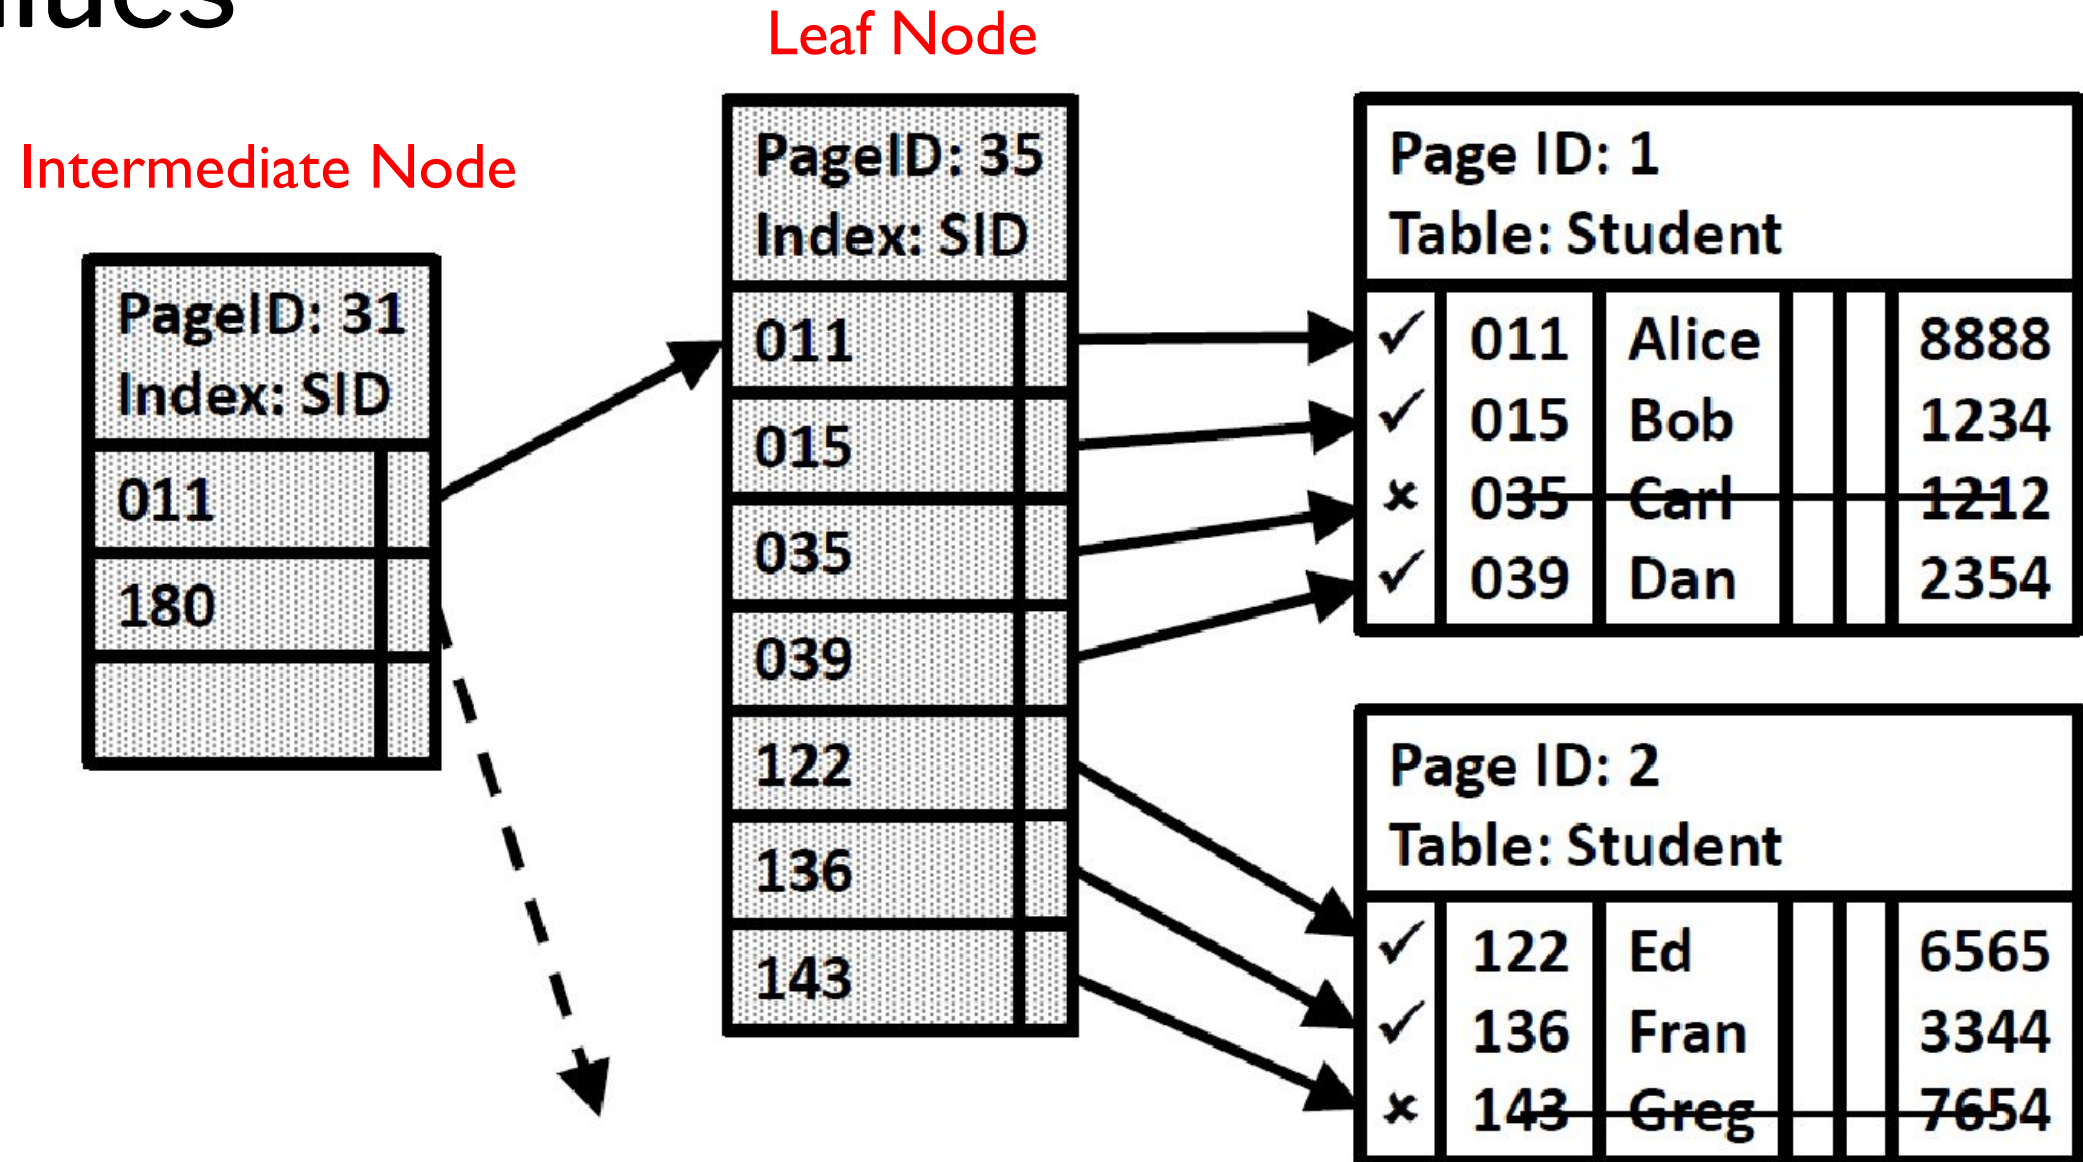 Leaf Node
Intermediate Node
PageID: 31
Index: SID
011
180
PageID: 35
Index: SID
011
015
035
039
122
136
143
Page ID: 1
Table: Student
✓ 011 Alice 8888
✓ 015 Bob 1234
✗ 035 Carl 1212
✓ 039 Dan 2354
Page ID: 2
Table: Student
✓ 122 Ed 6565
✓ 136 Fran 3344
✗ 143 Greg 7654